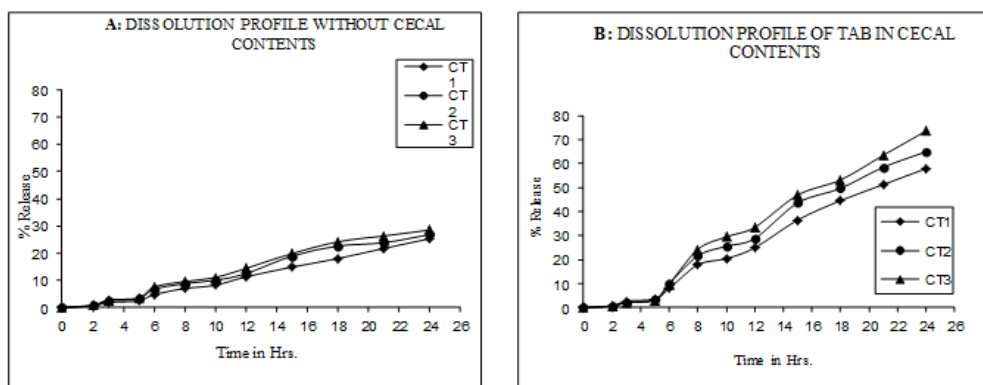 A: DISSOLUTION PROFILE WITHOUT CECAL
CONTENTS
CT
1
CT
2
CT
3
80
70
60
50
40
30
20
10
0
% Release
0 2 4 6 8 10 12 14 16 18 20 22 24 26
Time in Hrs.
B: DISSOLUTION PROFILE OF TAB IN CECAL
CONTENTS
80
70
60
50
40
30
20
10
0
% Release
CT1
CT2
CT3
0 2 4 6 8 10 12 14 16 18 20 22 24 26
Time in Hrs.